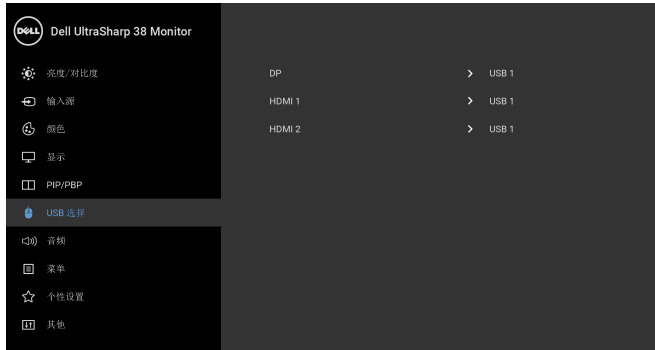 DELL Dell UltraSharp 38 Monitor
亮度/对比度
输入源
颜色
显示
PIP/PBP
USB 选择
音频
菜单
个性设置
其他
DP USB 1
HDMI 1 USB 1
HDMI 2 USB 1